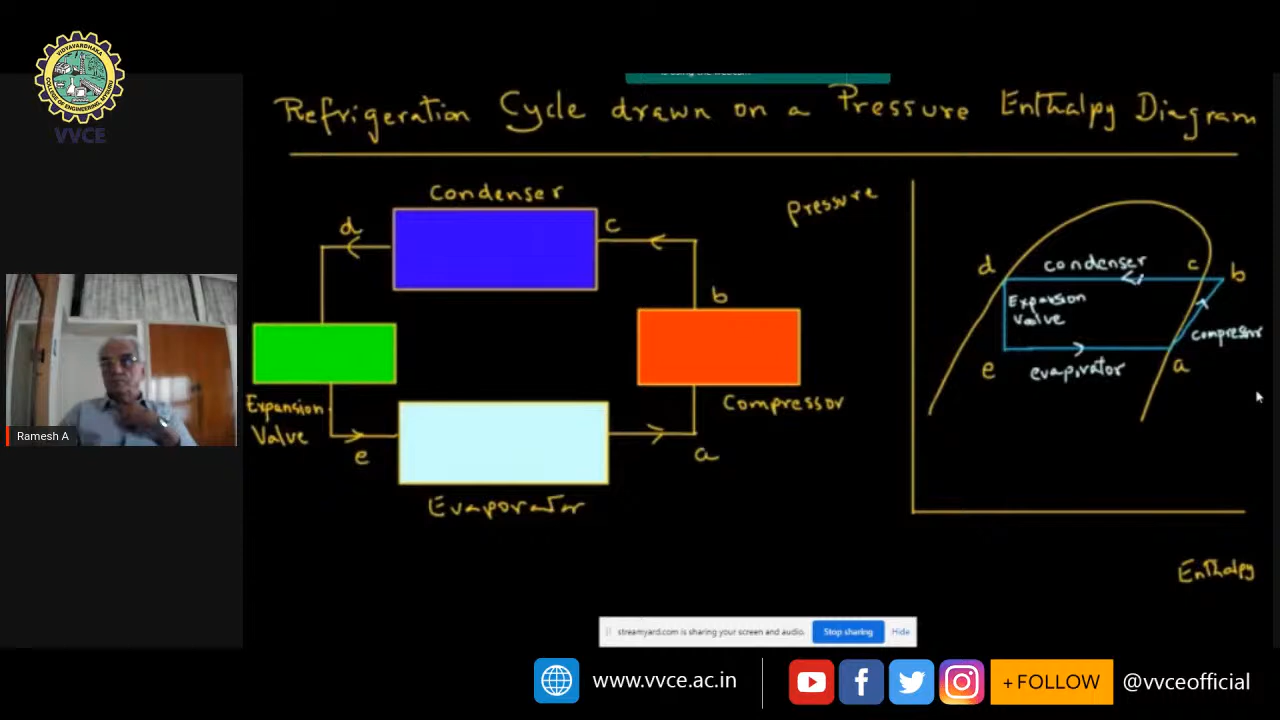 VIDYAVARDHAKA
COLLEGE OF ENGINEERING, MYSURU
VVCE
Refrigeration Cycle drawn on a Pressure Enthalpy Diagram
Condenser
d
c
b
Expansion
Valve
e
Compressor
a
Evaporator
Pressure
d
condenser
c
b
Expansion
Valve
compressor
e
evaporator
a
Enthalpy
Ramesh A
streamyard.com is sharing your screen and audio.
Stop sharing
Hide
www.vvce.ac.in
+ FOLLOW
@vvceofficial